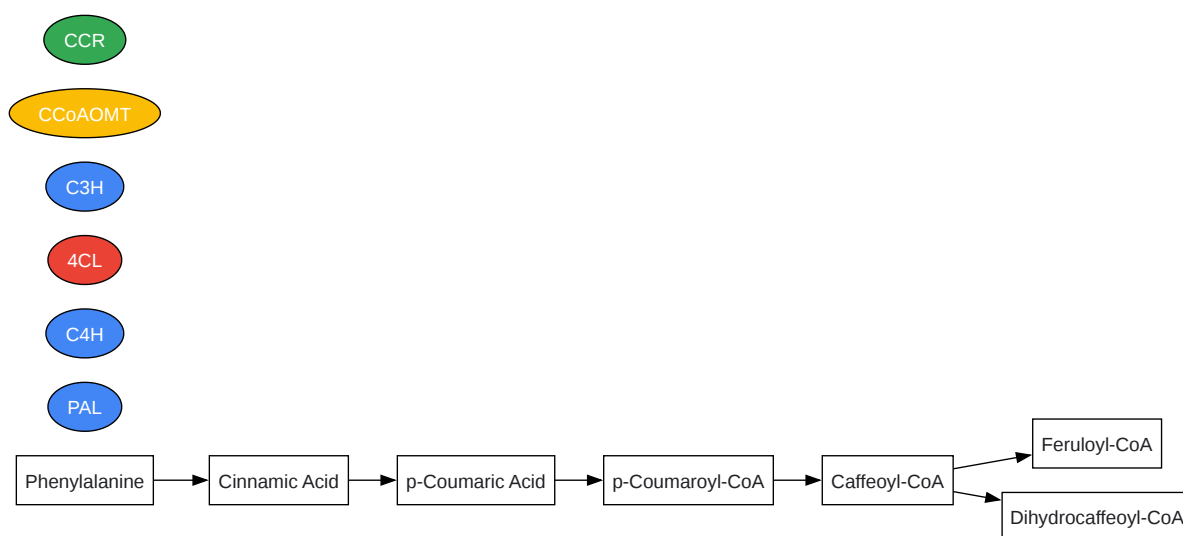 CCR
CCoAOMT
C3H
4CL
C4H
PAL
Feruloyl-CoA
Phenylalanine
Cinnamic Acid
p-Coumaric Acid
p-Coumaroyl-CoA
Caffeoyl-CoA
Dihydrocaffeoyl-CoA